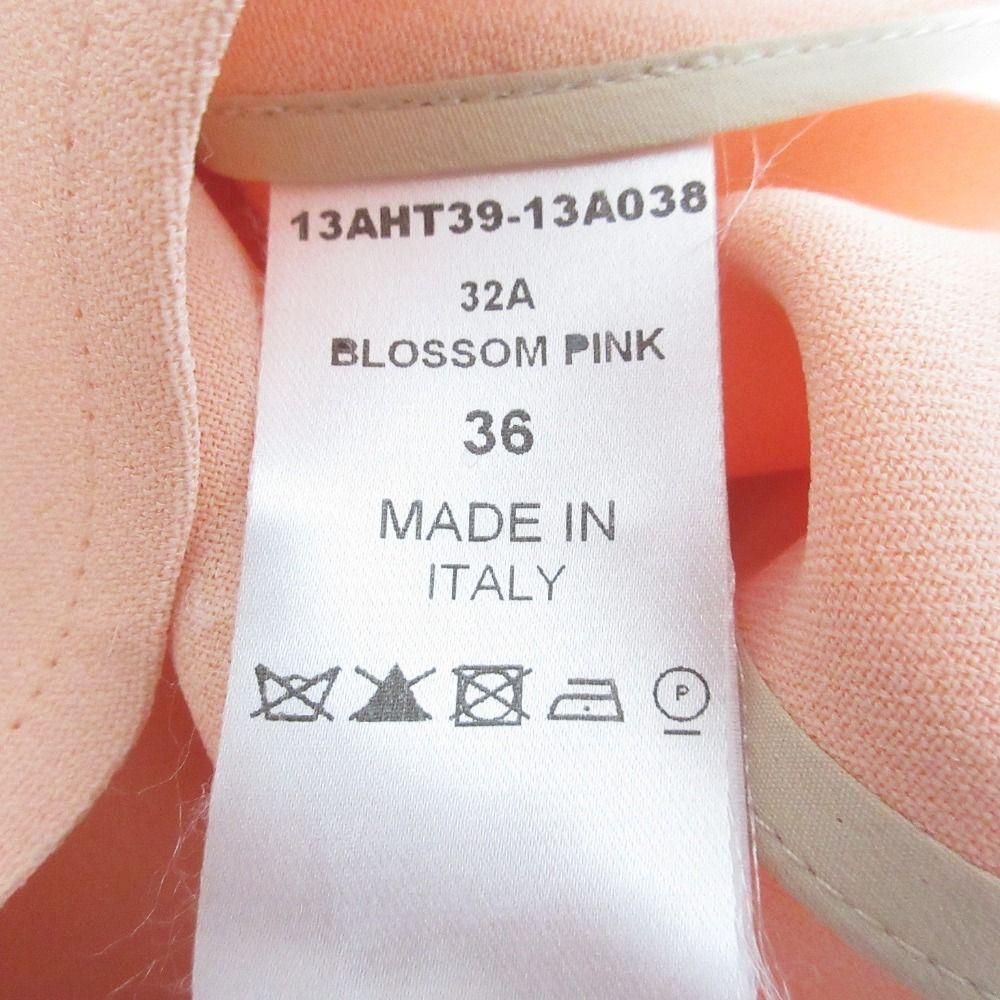 13AHT39-13A038
32A
BLOSSOM PINK
36
MADE IN
ITALY
P